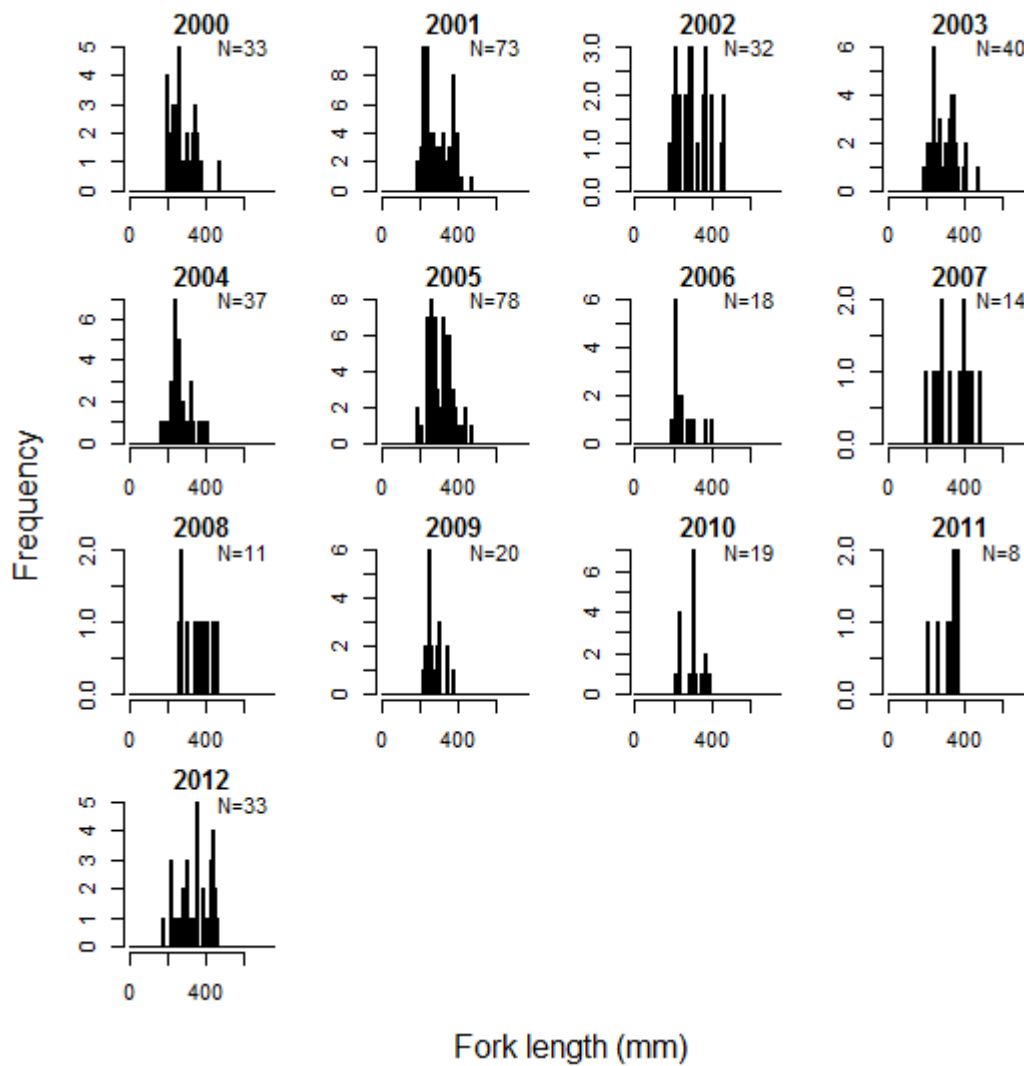 2000 2001 2002 2003
N=33 N=73 N=32 N=40
5 4 3 2 1 0
8 6 4 2 0
3.0 2.0 1.0 0.0
6 4 2 0
0 400 0 400 0 400 0 400
2004 2005 2006 2007
N=37 N=78 N=18 N=14
6 4 2 0
8 6 4 2 0
6 4 2 0
2.0 1.0 0.0
0 400 0 400 0 400 0 400
Frequency
2008 2009 2010 2011
N=11 N=20 N=19 N=8
2.0 1.0 0.0
6 4 2 0
6 4 2 0
2.0 1.0 0.0
0 400 0 400 0 400 0 400
2012
N=33
5 4 3 2 1 0
0 400
Fork length (mm)